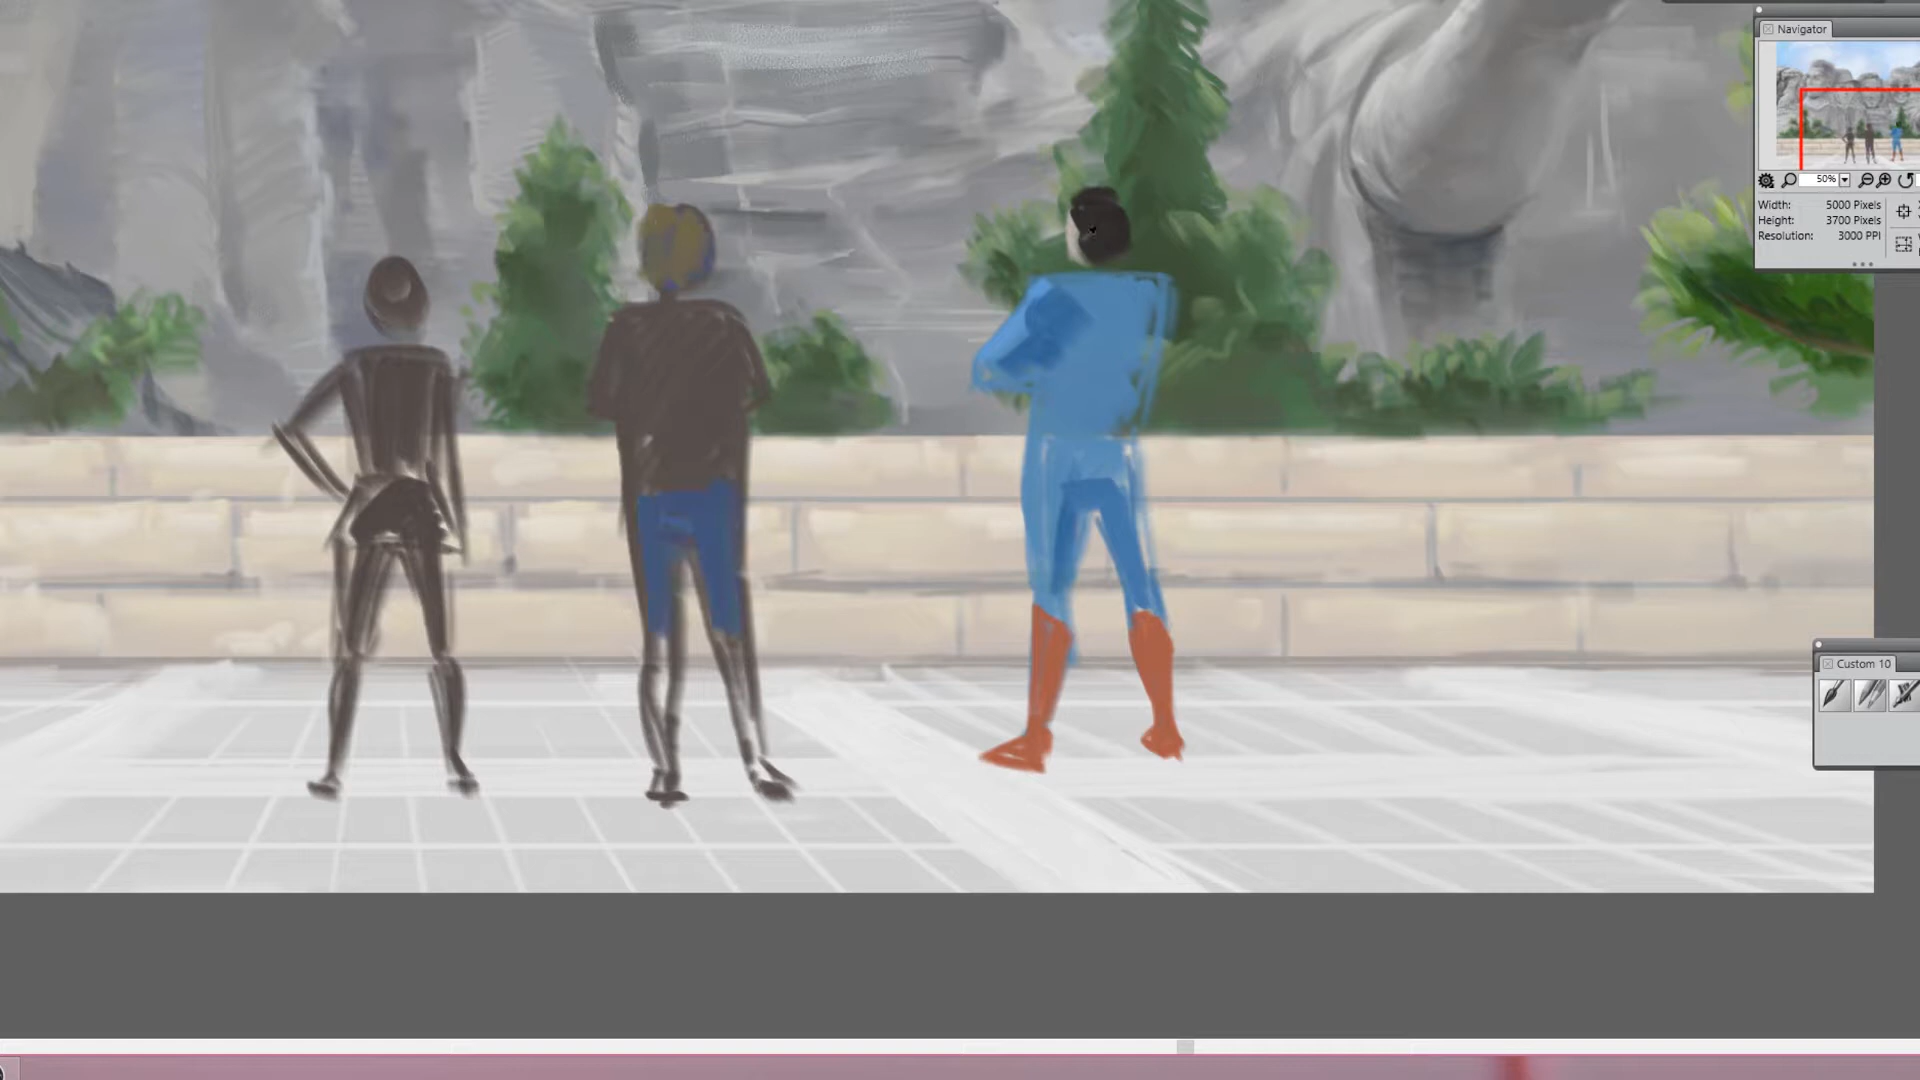 Navigator
50%
Width: 5000 Pixels
Height: 3700 Pixels
Resolution: 3000 PPI
Custom 10